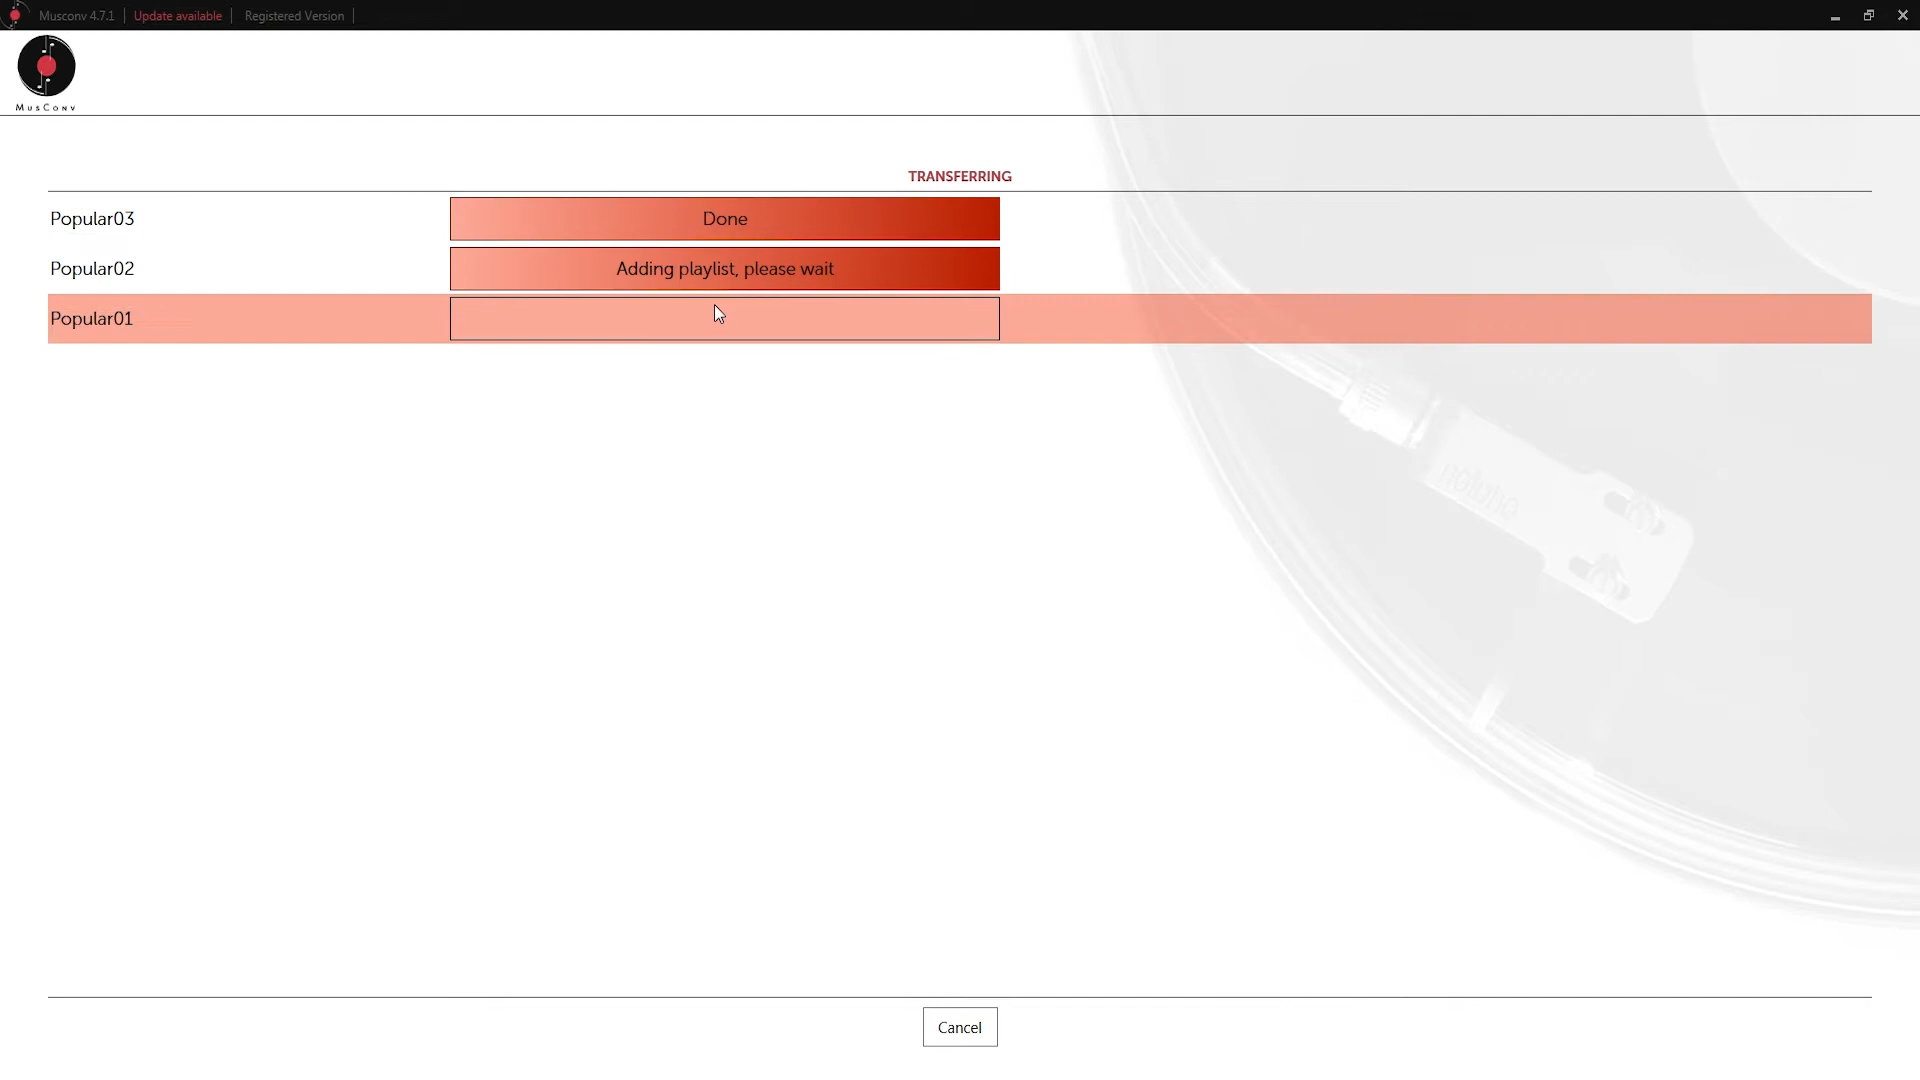 Musconv 4.7.1 | Update available | Registered Version |
MusConv
TRANSFERRING
Popular03 Done
Popular02 Adding playlist, please wait
Popular01
ortofon
Cancel